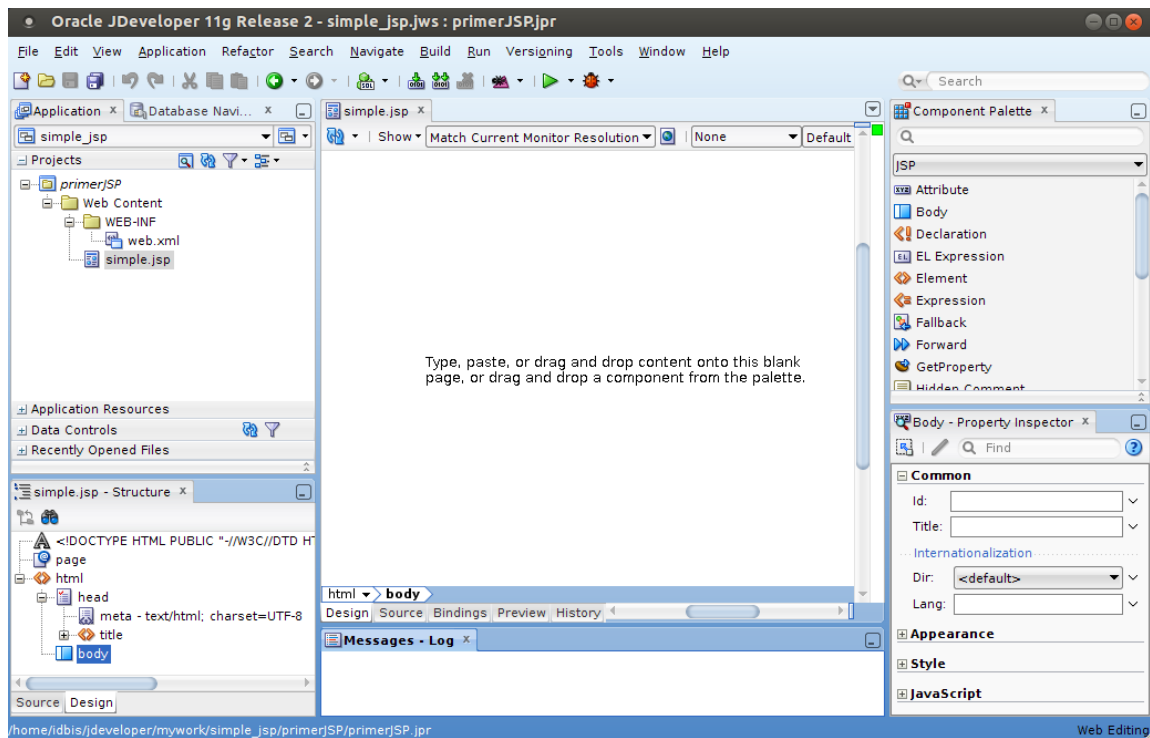 Oracle JDeveloper 11g Release 2 - simple_jsp.jws : primerJSP.jpr
File Edit View Application Refactor Search Navigate Build Run Versioning Tools Window Help
Search
Application x Database Navi... x
simple_jsp
Projects
primerJSP
Web Content
WEB-INF
web.xml
simple.jsp
Application Resources
Data Controls
Recently Opened Files
simple.jsp - Structure x
<!DOCTYPE HTML PUBLIC "-//W3C//DTD H
page
html
head
meta - text/html; charset=UTF-8
title
body
Source Design
simple.jsp x
Show Match Current Monitor Resolution None Default
Type, paste, or drag and drop content onto this blank
page, or drag and drop a component from the palette.
html body
Design Source Bindings Preview History
Messages - Log x
Component Palette x
JSP
Attribute
Body
Declaration
EL Expression
Element
Expression
Fallback
Forward
GetProperty
Hidden Comment
Body - Property Inspector x
Find
Common
Id:
Title:
Internationalization
Dir: <default>
Lang:
Appearance
Style
JavaScript
/home/idbis/jdeveloper/mywork/simple_jsp/primerJSP/primerJSP.jpr
Web Editing